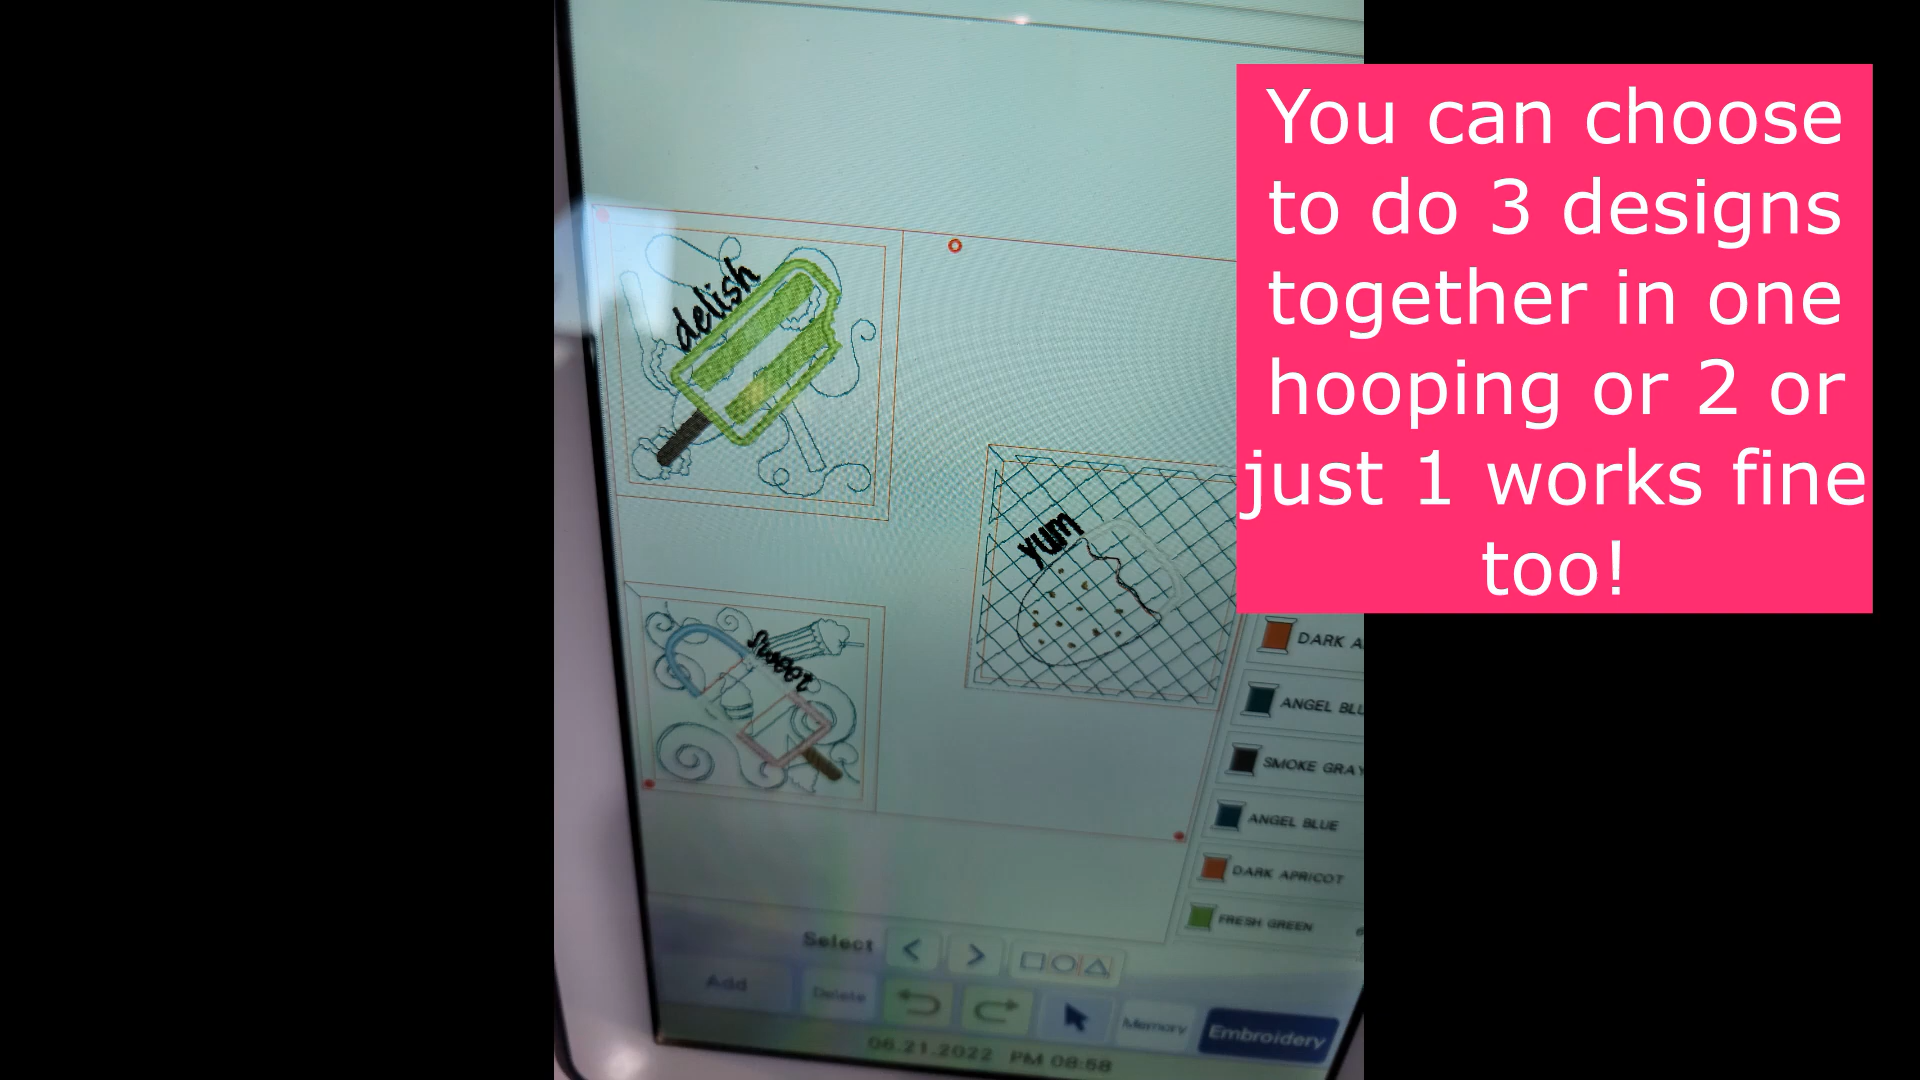 You can choose
to do 3 designs
together in one
hooping or 2 or
just 1 works fine
too!
delish
yum
sweet
DARK A
ANGEL BLU
SMOKE GRAY
ANGEL BLUE
DARK APRICOT
FRESH GREEN
Select < >
Add Delete Memory Embroidery
06.21.2022 PM 08:58